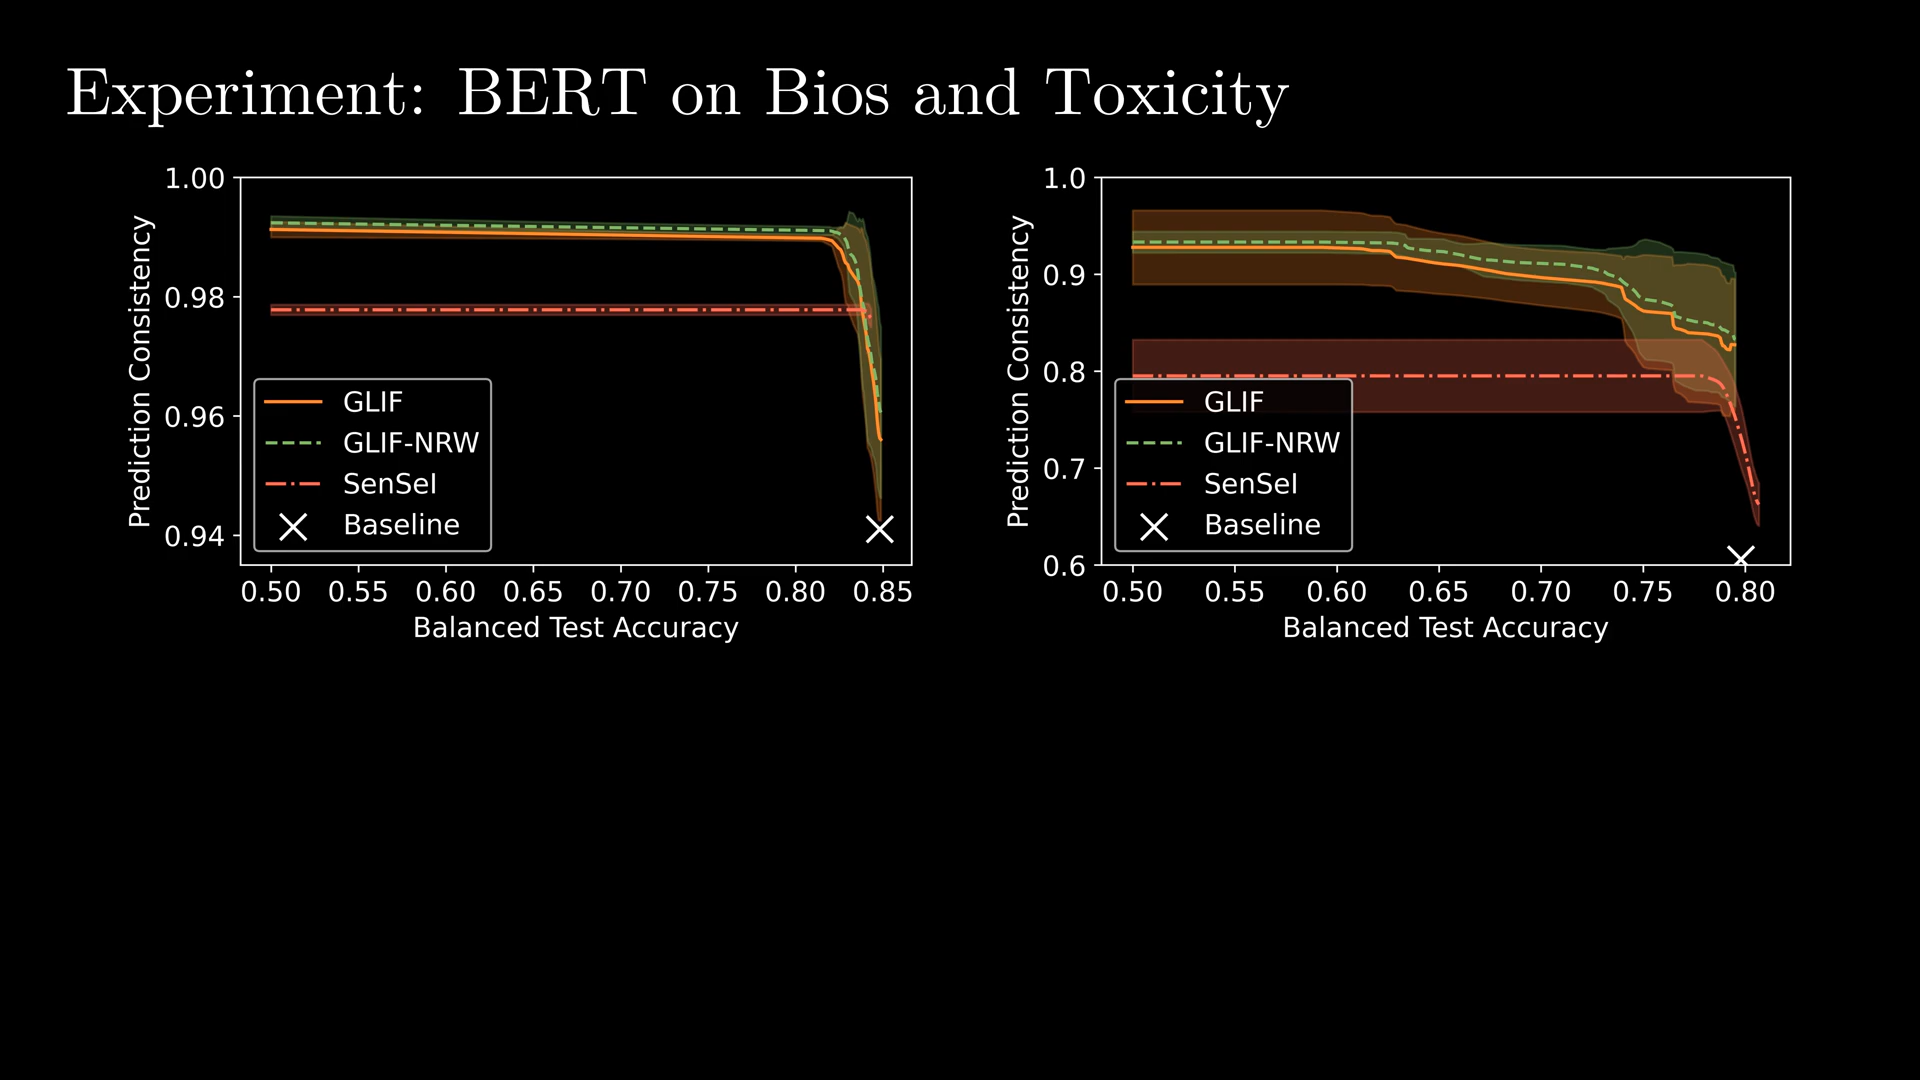 Experiment: BERT on Bios and Toxicity
Prediction Consistency
1.00
0.98
0.96
0.94
GLIF
GLIF-NRW
SenSeI
Baseline
0.50 0.55 0.60 0.65 0.70 0.75 0.80 0.85
Balanced Test Accuracy
Prediction Consistency
1.0
0.9
0.8
0.7
0.6
GLIF
GLIF-NRW
SenSeI
Baseline
0.50 0.55 0.60 0.65 0.70 0.75 0.80
Balanced Test Accuracy